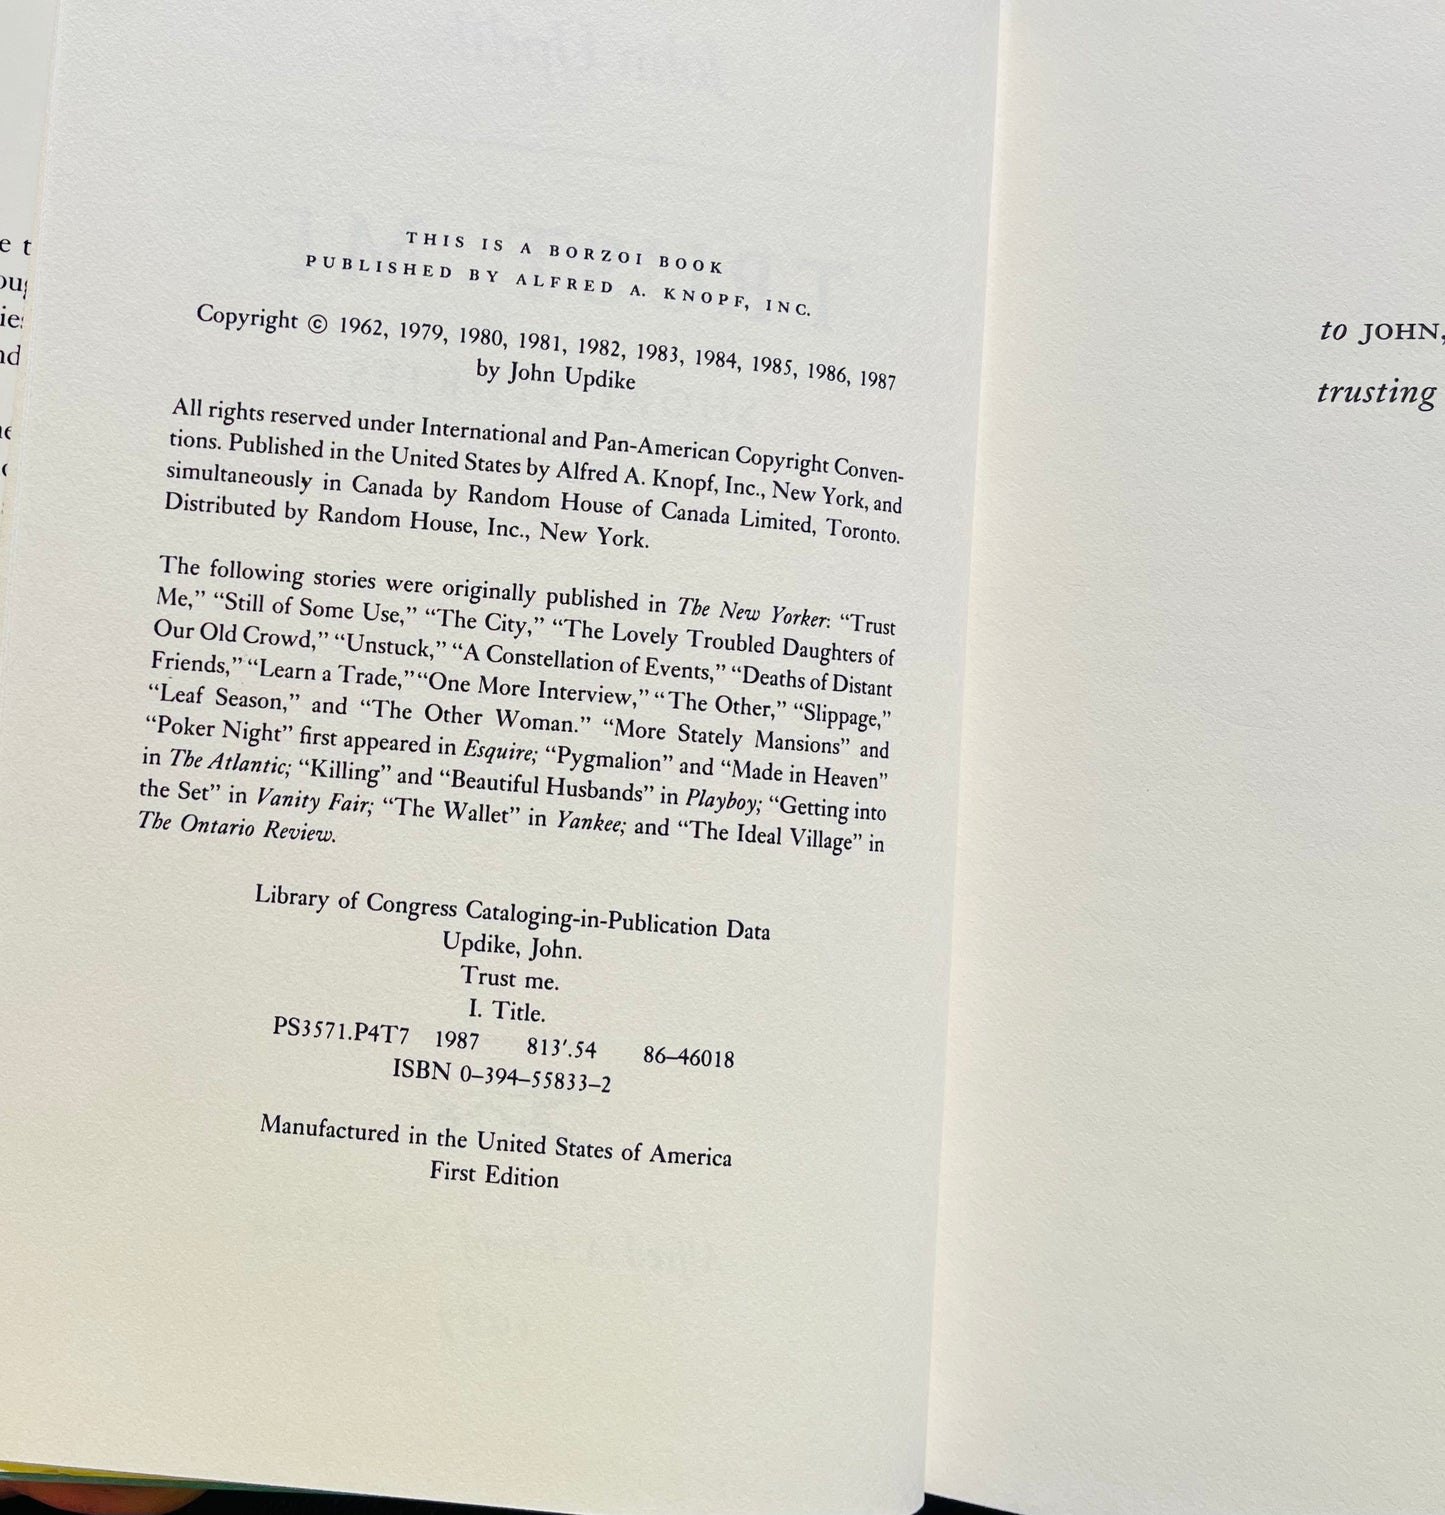 THIS IS A BORZOI BOOK
PUBLISHED BY ALFRED A. KNOPF, INC.
Copyright © 1962, 1979, 1980, 1981, 1982, 1983, 1984, 1985, 1986, 1987
by John Updike
All rights reserved under International and Pan-American Copyright Conven-
tions. Published in the United States by Alfred A. Knopf, Inc., New York, and
simultaneously in Canada by Random House of Canada Limited, Toronto.
Distributed by Random House, Inc., New York.
The following stories were originally published in The New Yorker: “Trust
Me,” “Still of Some Use,” “The City,” “The Lovely Troubled Daughters of
Our Old Crowd,” “Unstuck,” “A Constellation of Events,” “Deaths of Distant
Friends,” “Learn a Trade,” “One More Interview,” “The Other,” “Slippage,”
“Leaf Season,” and “The Other Woman.” “More Stately Mansions” and
“Poker Night” first appeared in Esquire; “Pygmalion” and “Made in Heaven”
in The Atlantic; “Killing” and “Beautiful Husbands” in Playboy; “Getting into
the Set” in Vanity Fair; “The Wallet” in Yankee; and “The Ideal Village” in
The Ontario Review.
Library of Congress Cataloging-in-Publication Data
Updike, John.
Trust me.
I. Title.
PS3571.P4T7 1987 813′.54 86–46018
ISBN 0–394–55833–2
Manufactured in the United States of America
First Edition
to JOHN,
trusting